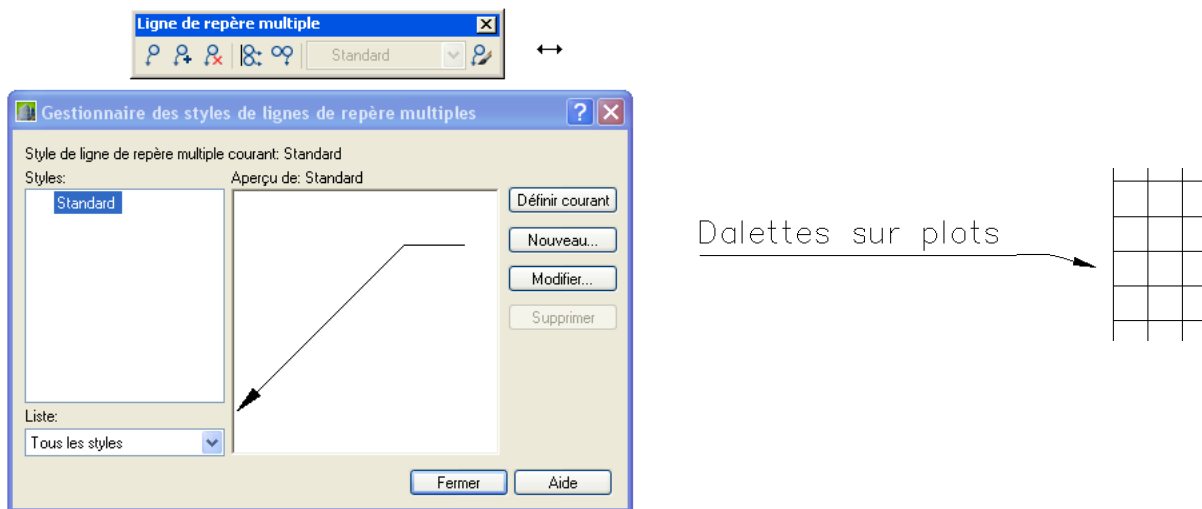 Ligne de repère multiple
Standard
Gestionnaire des styles de lignes de repère multiples
Style de ligne de repère multiple courant: Standard
Styles:
Aperçu de: Standard
Standard
Définir courant
Nouveau...
Modifier...
Supprimer
Liste:
Tous les styles
Fermer
Aide
Dalettes sur plots